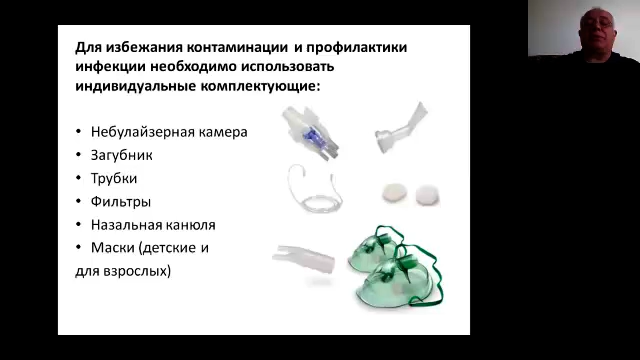 Для избежания контаминации и профилактики
инфекции необходимо использовать
индивидуальные комплектующие:
• Небулайзерная камера
• Загубник
• Трубки
• Фильтры
• Назальная канюля
• Маски (детские и
для взрослых)